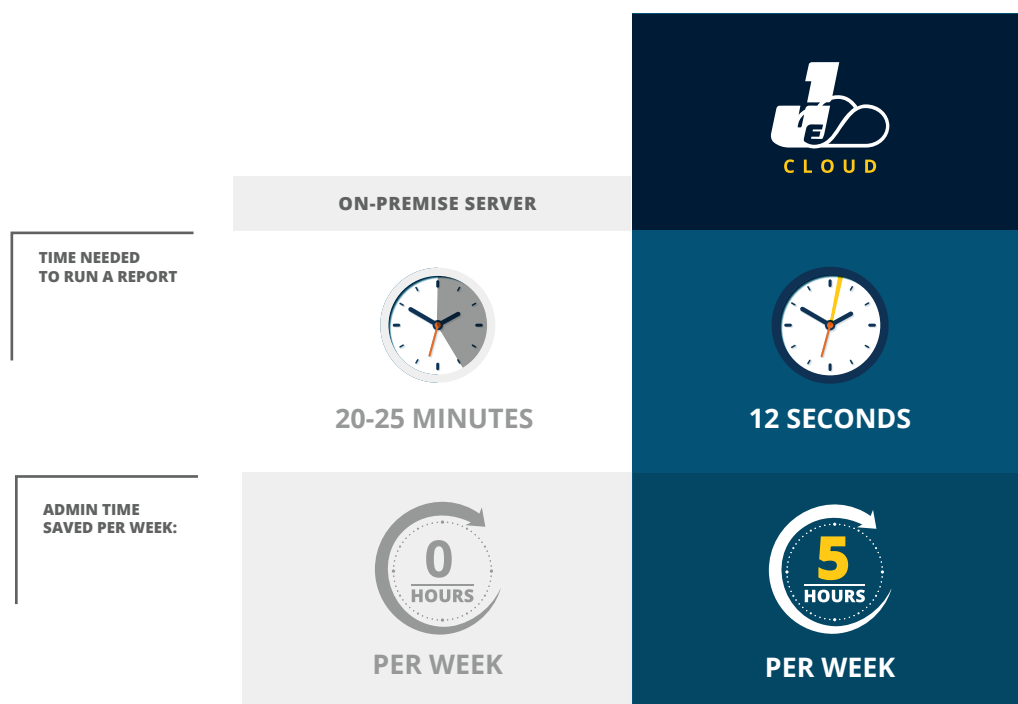 J1
E
CLOUD
ON-PREMISE SERVER
TIME NEEDED
TO RUN A REPORT
20-25 MINUTES
12 SECONDS
ADMIN TIME
SAVED PER WEEK:
0
HOURS
PER WEEK
5
HOURS
PER WEEK